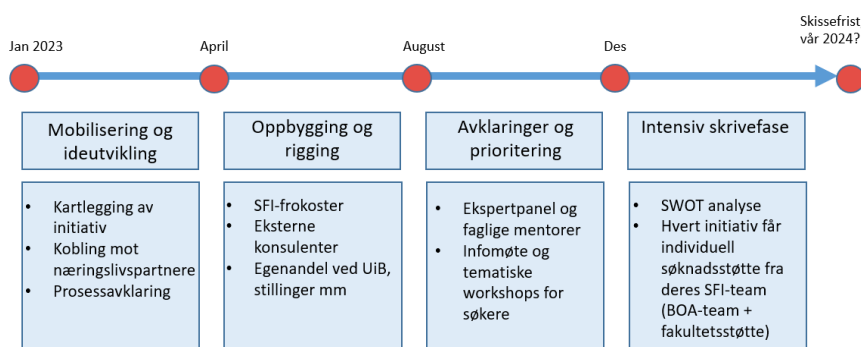 Jan 2023
April
August
Des
Skissefrist
vår 2024?
Mobilisering og
ideutvikling
• Kartlegging av
initiativ
• Kobling mot
næringslivspartnere
• Prosessavklaring
Oppbygging og
rigging
• SFI-frokoster
• Eksterne
konsulenter
• Egenandel ved UiB,
stillinger mm
Avklaringer og
prioritering
• Ekspertpanel og
faglige mentorer
• Infomøte og
tematiske
workshops for
søkere
Intensiv skrivefase
• SWOT analyse
• Hvert initiativ får
individuell
søknadsstøtte fra
deres SFI-team
(BOA-team +
fakultetsstøtte)